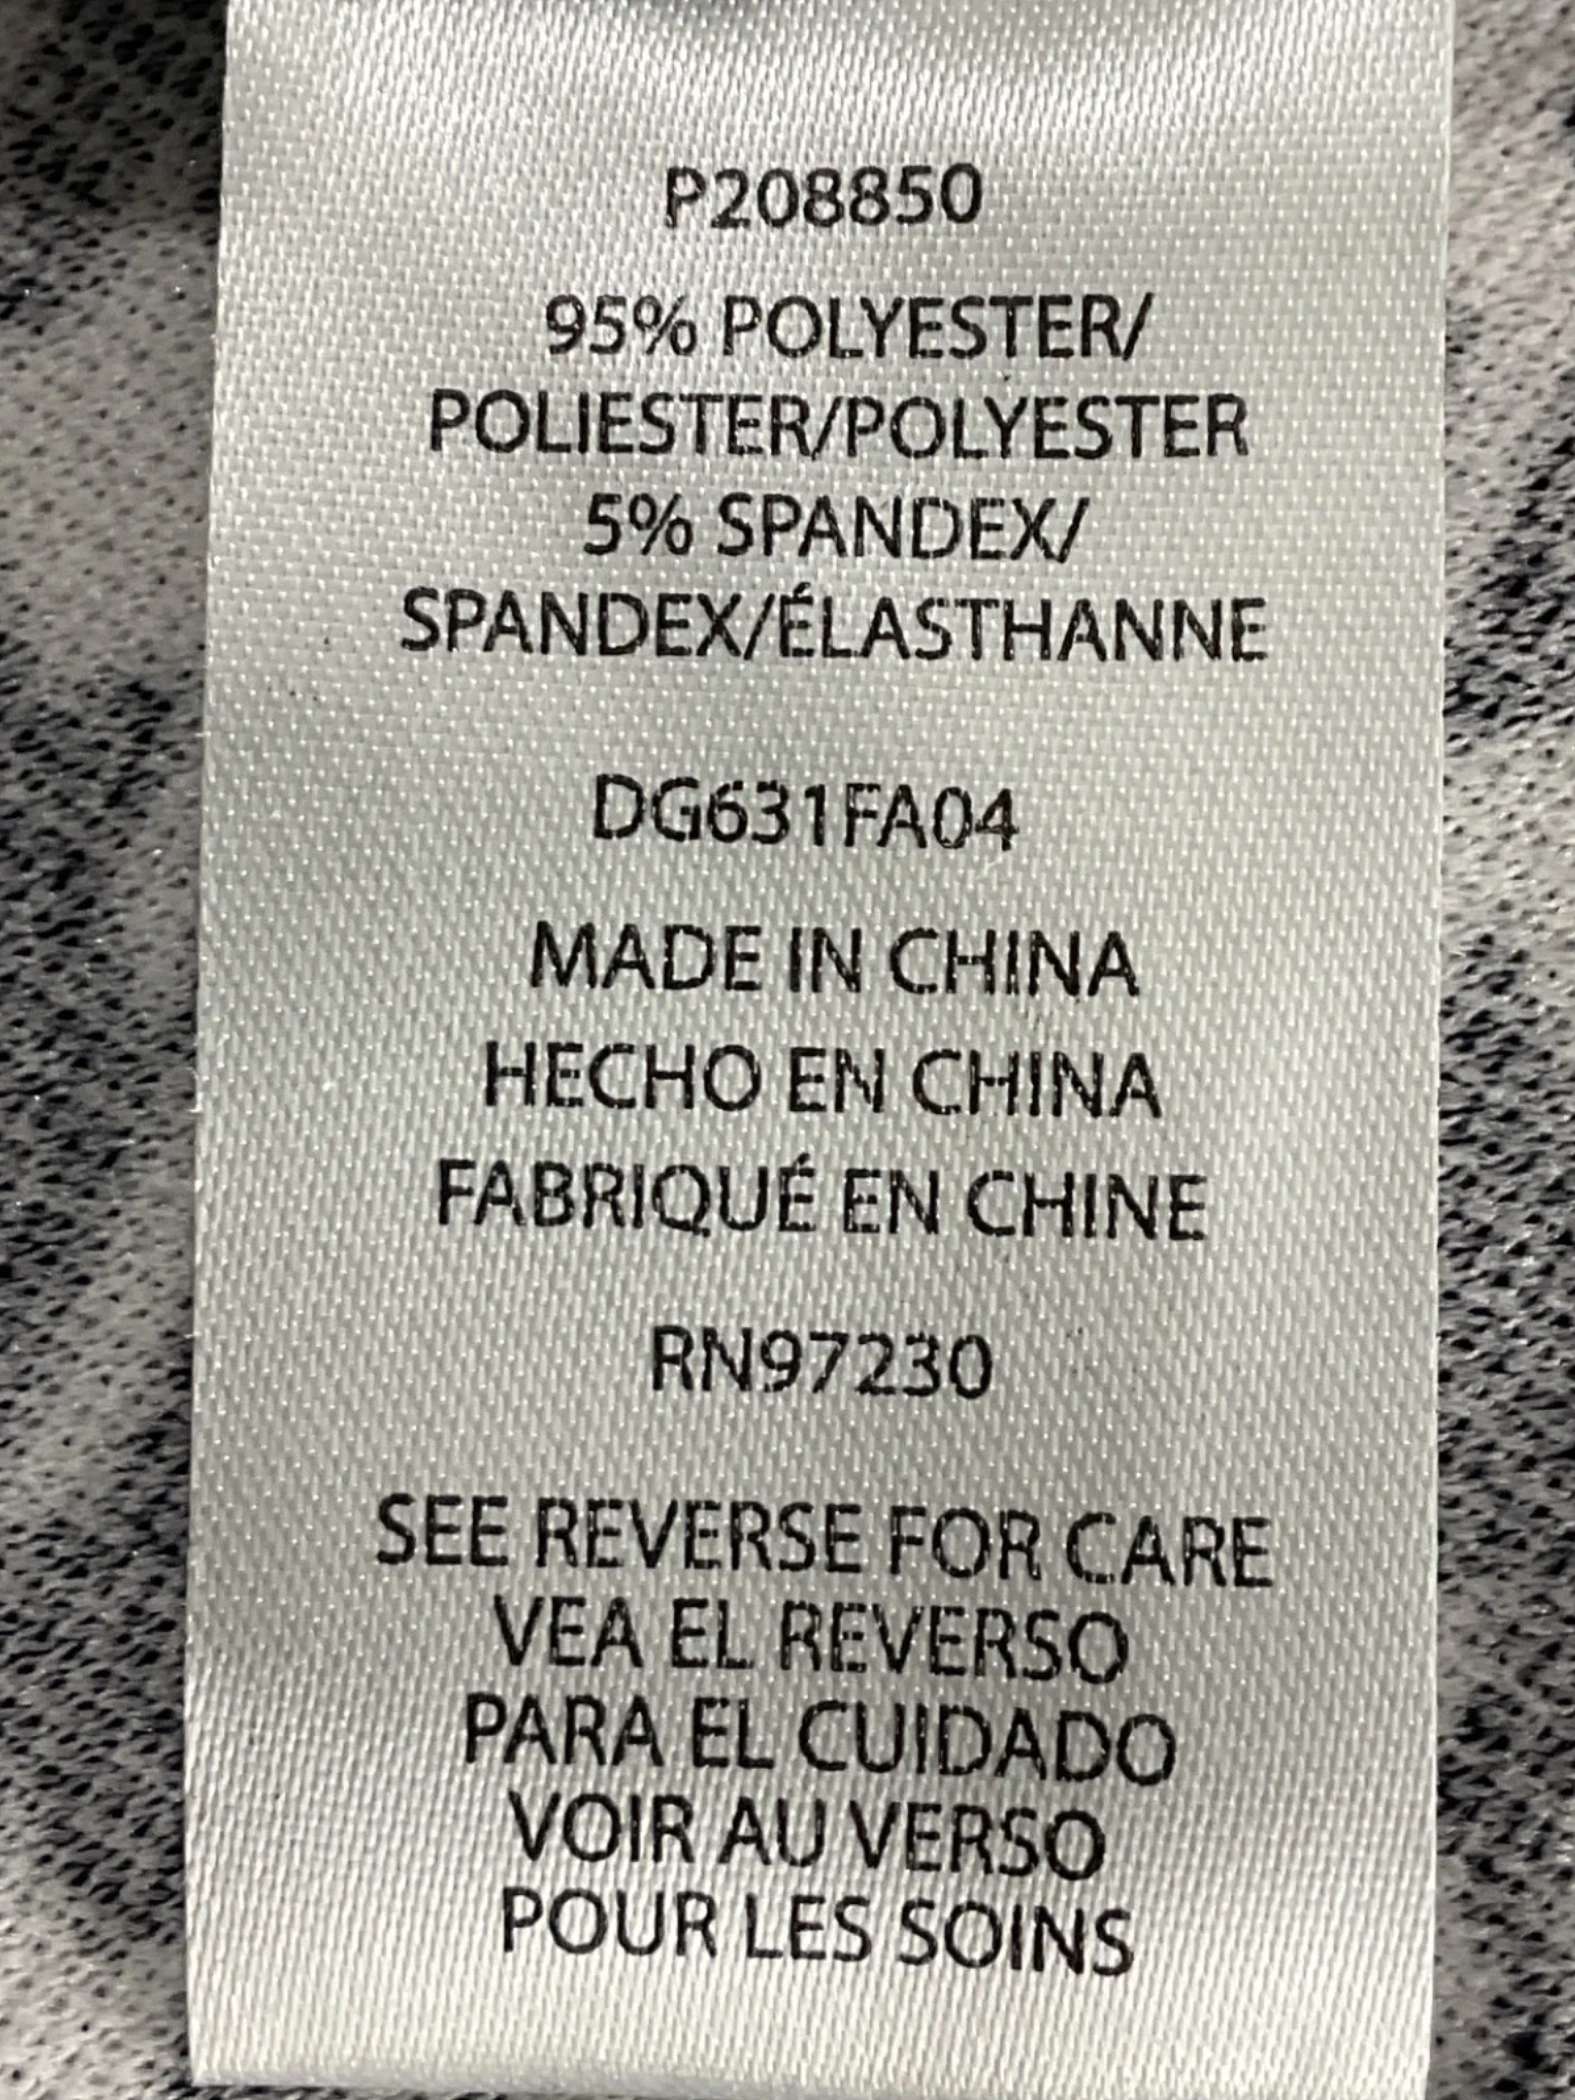 P208850
95% POLYESTER/
POLIESTER/POLYESTER
5% SPANDEX/
SPANDEX/ÉLASTHANNE
DG631FA04
MADE IN CHINA
HECHO EN CHINA
FABRIQUÉ EN CHINE
RN97230
SEE REVERSE FOR CARE
VEA EL REVERSO
PARA EL CUIDADO
VOIR AU VERSO
POUR LES SOINS